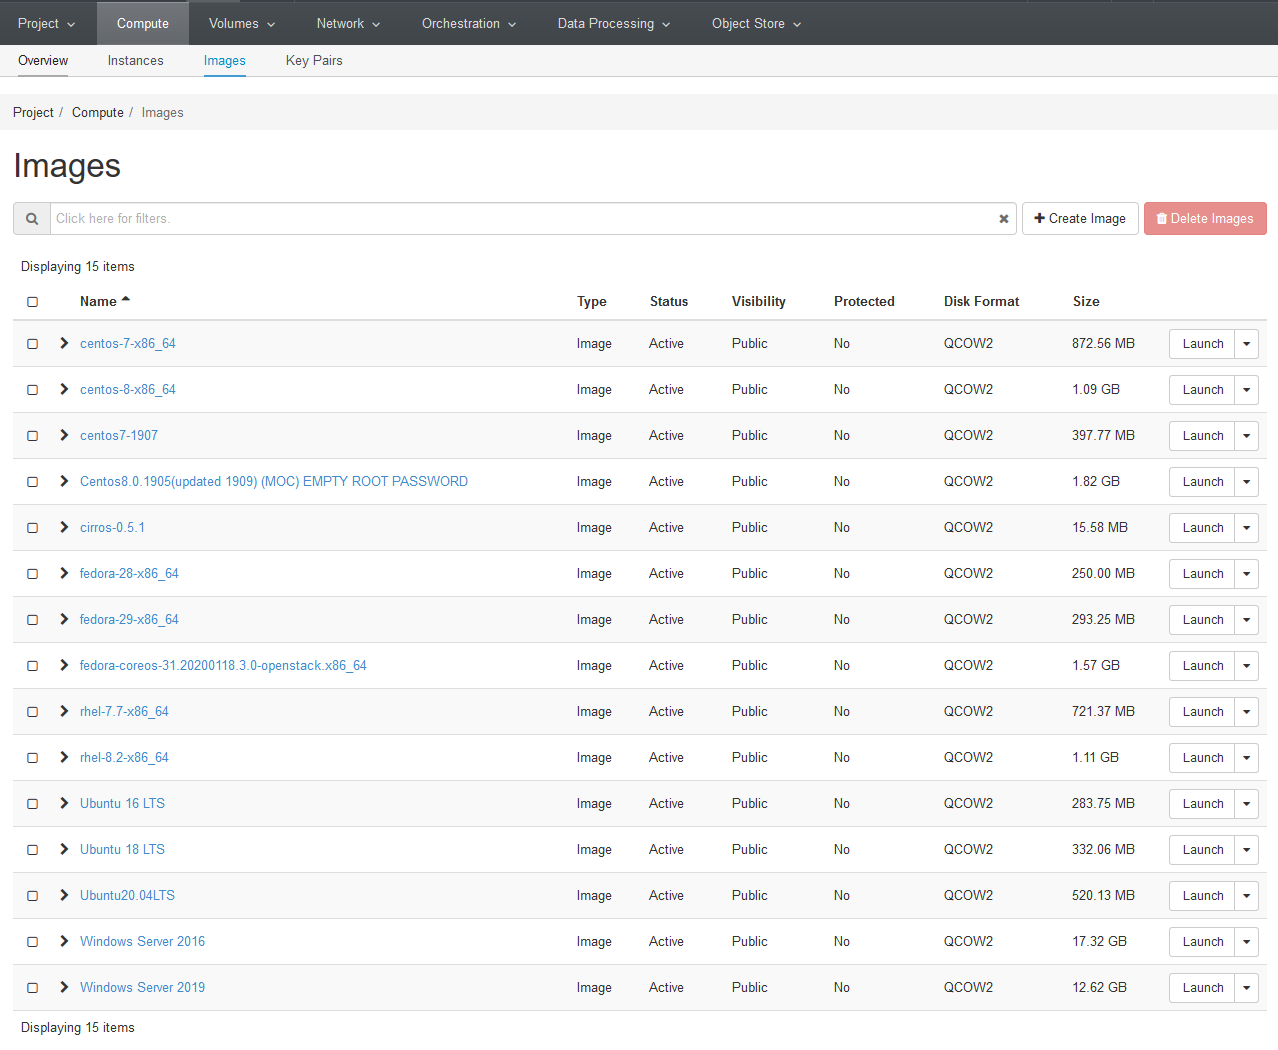 Project Compute Volumes Network Orchestration Data Processing Object Store
Overview Instances Images Key Pairs
Project / Compute / Images
Images
Click here for filters. Create Image Delete Images
Displaying 15 items
Name Type Status Visibility Protected Disk Format Size
centos-7-x86_64 Image Active Public No QCOW2 872.56 MB Launch
centos-8-x86_64 Image Active Public No QCOW2 1.09 GB Launch
centos7-1907 Image Active Public No QCOW2 397.77 MB Launch
Centos8.0.1905(updated 1909) (MOC) EMPTY ROOT PASSWORD Image Active Public No QCOW2 1.82 GB Launch
cirros-0.5.1 Image Active Public No QCOW2 15.58 MB Launch
fedora-28-x86_64 Image Active Public No QCOW2 250.00 MB Launch
fedora-29-x86_64 Image Active Public No QCOW2 293.25 MB Launch
fedora-coreos-31.20200118.3.0-openstack.x86_64 Image Active Public No QCOW2 1.57 GB Launch
rhel-7.7-x86_64 Image Active Public No QCOW2 721.37 MB Launch
rhel-8.2-x86_64 Image Active Public No QCOW2 1.11 GB Launch
Ubuntu 16 LTS Image Active Public No QCOW2 283.75 MB Launch
Ubuntu 18 LTS Image Active Public No QCOW2 332.06 MB Launch
Ubuntu20.04LTS Image Active Public No QCOW2 520.13 MB Launch
Windows Server 2016 Image Active Public No QCOW2 17.32 GB Launch
Windows Server 2019 Image Active Public No QCOW2 12.62 GB Launch
Displaying 15 items